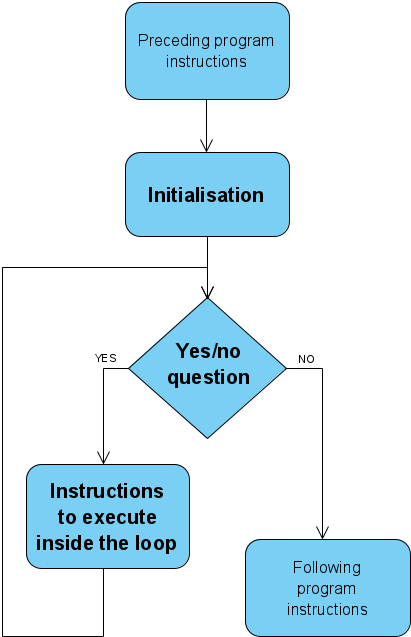 Preceding program
instructions
Initialisation
Yes/no
question
YES
NO
Instructions
to execute
inside the loop
Following
program
instructions